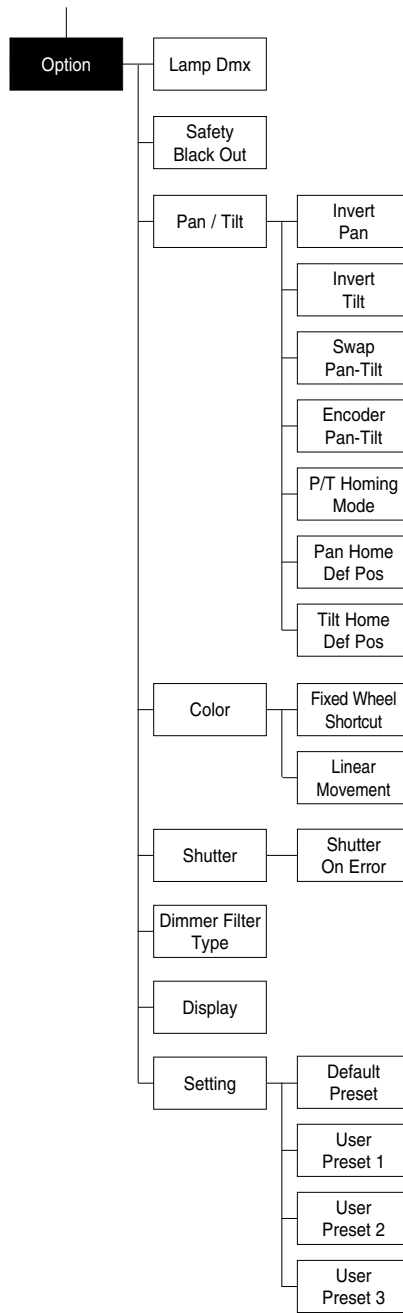 Option
Lamp Dmx
Safety
Black Out
Pan / Tilt
Invert
Pan
Invert
Tilt
Swap
Pan-Tilt
Encoder
Pan-Tilt
P/T Homing
Mode
Pan Home
Def Pos
Tilt Home
Def Pos
Color
Fixed Wheel
Shortcut
Linear
Movement
Shutter
Shutter
On Error
Dimmer Filter
Type
Display
Setting
Default
Preset
User
Preset 1
User
Preset 2
User
Preset 3